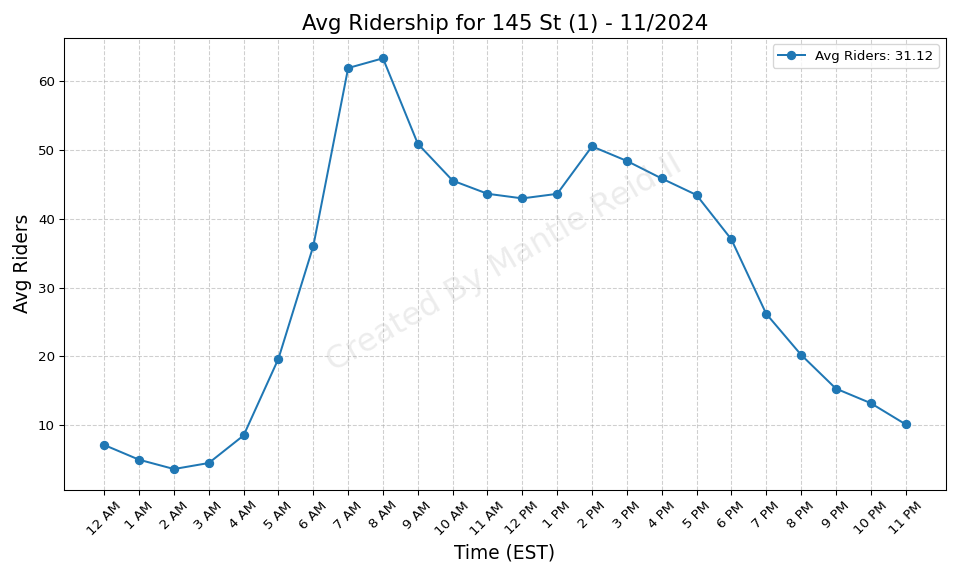 Avg Ridership for 145 St (1) - 11/2024
Avg Riders: 31.12
Avg Riders
60
50
40
30
20
10
Created By Mantle Reid II
12 AM
1 AM
2 AM
3 AM
4 AM
5 AM
6 AM
7 AM
8 AM
9 AM
10 AM
11 AM
12 PM
1 PM
2 PM
3 PM
4 PM
5 PM
6 PM
7 PM
8 PM
9 PM
10 PM
11 PM
Time (EST)